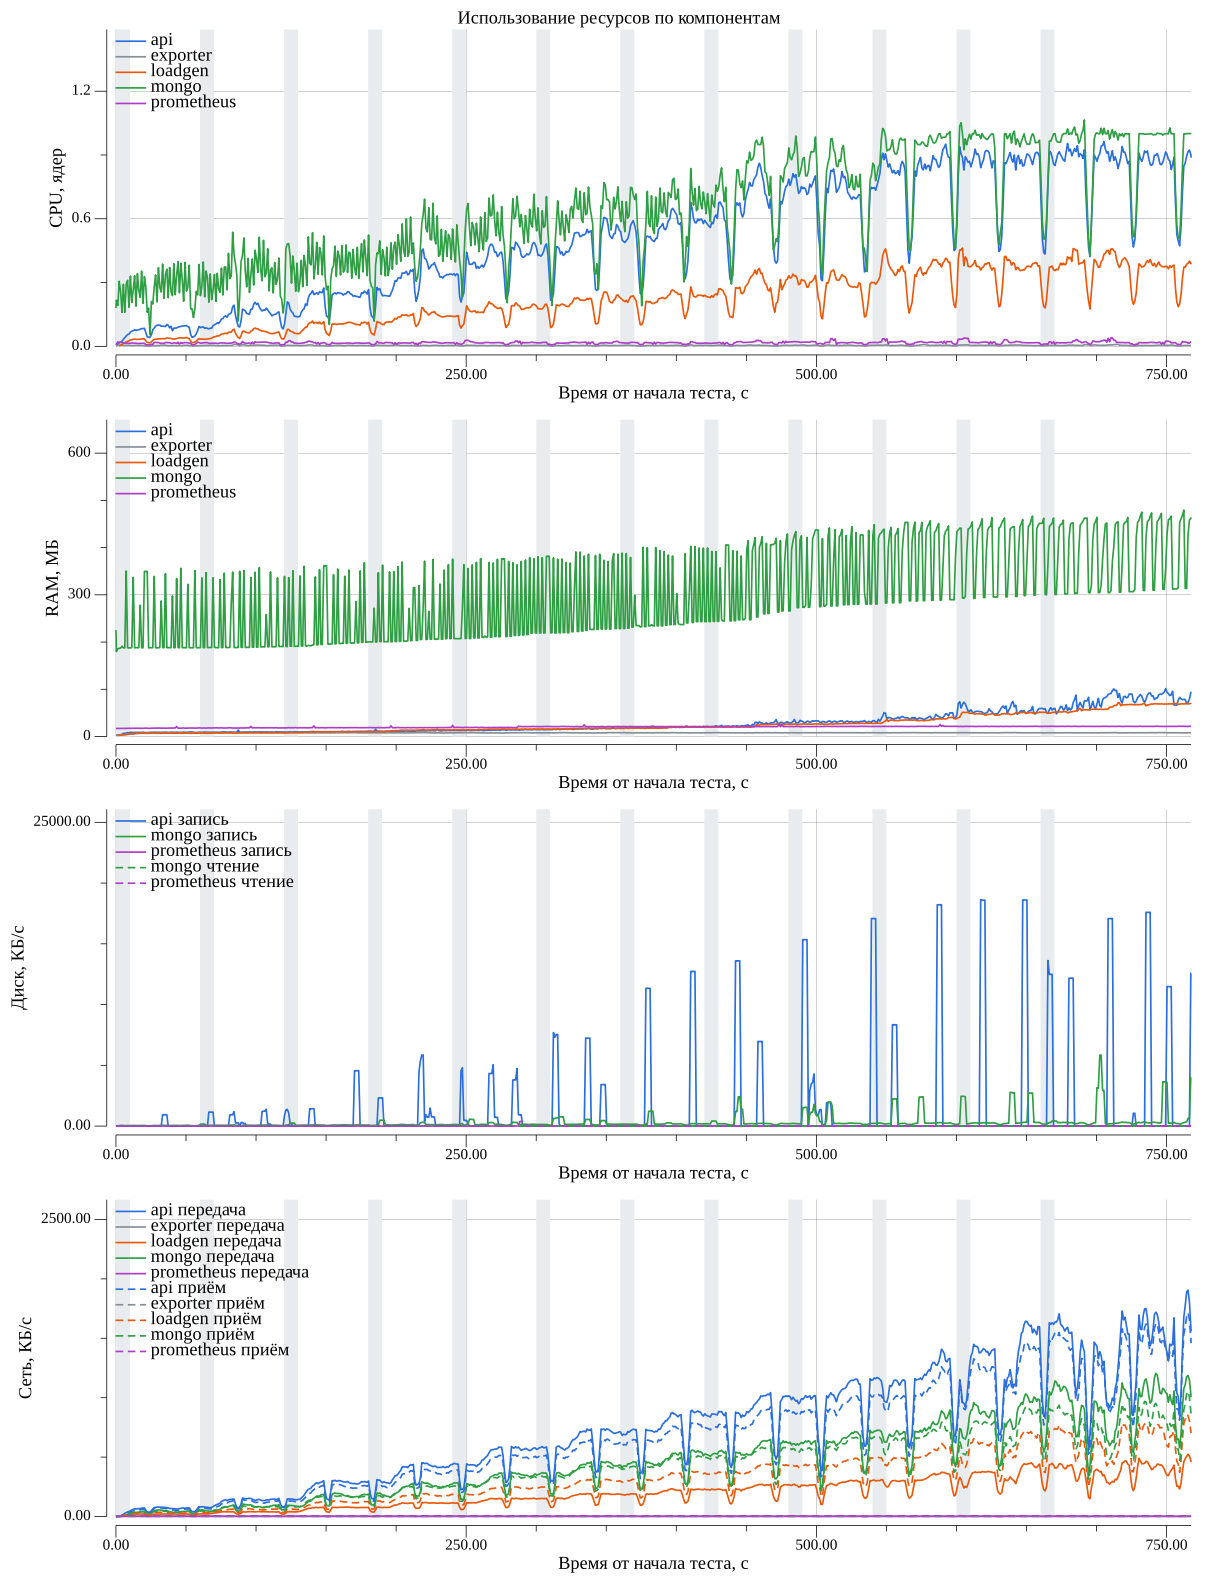 Использование ресурсов по компонентам
api
exporter
loadgen
mongo
prometheus
1.2
0.6
0.0
CPU, ядер
0.00 250.00 500.00 750.00
Время от начала теста, с
api
exporter
loadgen
mongo
prometheus
600
300
0
RAM, МБ
0.00 250.00 500.00 750.00
Время от начала теста, с
api запись
mongo запись
prometheus запись
mongo чтение
prometheus чтение
25000.00
0.00
Диск, КБ/с
0.00 250.00 500.00 750.00
Время от начала теста, с
api передача
exporter передача
loadgen передача
mongo передача
prometheus передача
api приём
exporter приём
loadgen приём
mongo приём
prometheus приём
2500.00
0.00
Сеть, КБ/с
0.00 250.00 500.00 750.00
Время от начала теста, с